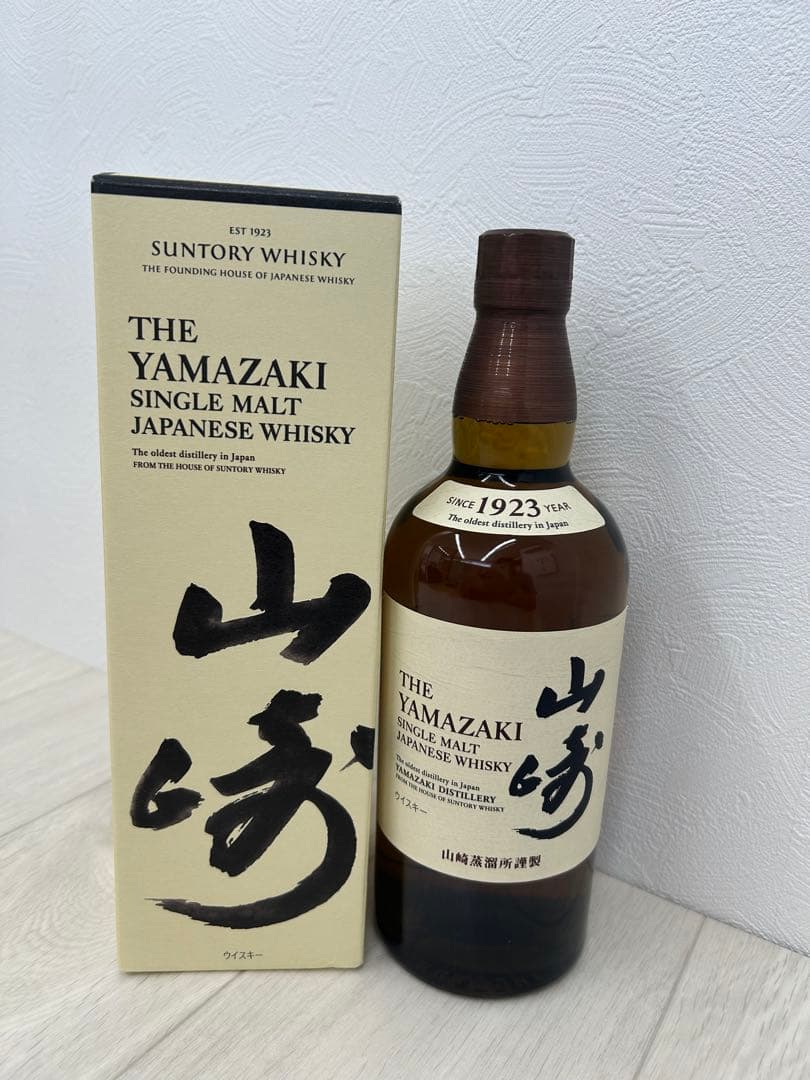 EST 1923
SUNTORY WHISKY
THE FOUNDING HOUSE OF JAPANESE WHISKY
THE
YAMAZAKI
SINGLE MALT
JAPANESE WHISKY
The oldest distillery in Japan
FROM THE HOUSE OF SUNTORY WHISKY
山崎
ウイスキー
SINCE 1923 YEAR
The oldest distillery in Japan
THE
YAMAZAKI
SINGLE MALT
JAPANESE WHISKY
The oldest distillery in Japan
YAMAZAKI DISTILLERY
FROM THE HOUSE OF SUNTORY WHISKY
ウイスキー
山崎
山崎蒸溜所謹製